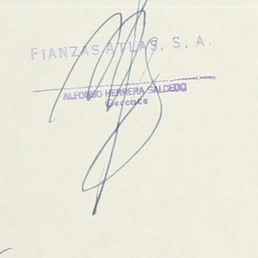 FIANZAS ATLAS, S. A.
ALFONSO HERRERA SALCEDO
Gerente